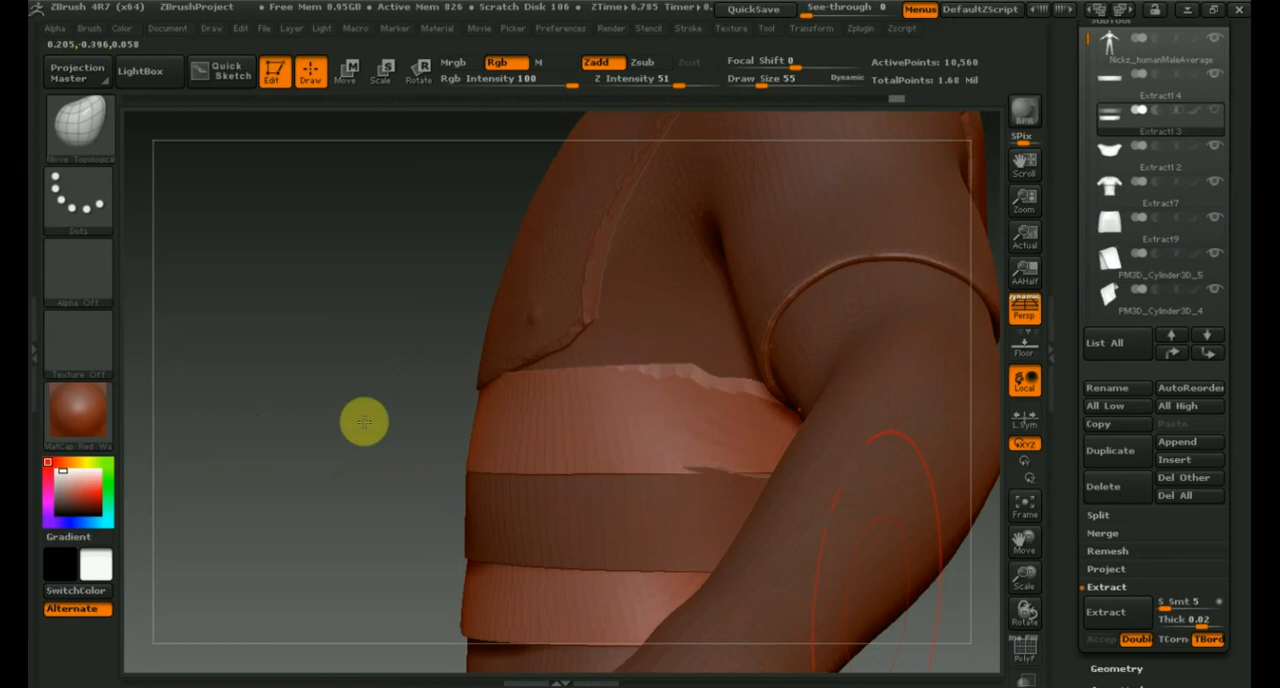 ZBrush 4R7 (x64) ZBrushProject • Free Mem 0.95GB • Active Mem 826 • Scratch Disk 106 • ZTime▸6.785 Timer▸0. QuickSave See-through 0 Menus DefaultZScript
Alpha Brush Color Document Draw Edit File Layer Light Macro Marker Material Movie Picker Preferences Render Stencil Stroke Texture Tool Transform Zplugin Zscript
0.205,-0.396,0.058
Projection Master
LightBox
Quick Sketch
Edit Draw Move Scale Rotate
Mrgb Rgb M
Rgb Intensity 100
Zadd Zsub Zcut
Z Intensity 51
Focal Shift 0
Draw Size 55 Dynamic
ActivePoints: 10,560
TotalPoints: 1.68 Mil
Move Topological
Dots
Alpha Off
Texture Off
MatCap Red Wa
Gradient
SwitchColor
Alternate
BPR
SPix
Scroll
Zoom
Actual
AAHalf
Dynamic
Persp
Floor
Local
L.Sym
XYZ
Frame
Move
Scale
Rotate
PolyF
SubTool
Nickz_humanMaleAverage
Extract14
Extract13
Extract12
Extract7
Extract9
PM3D_Cylinder3D_5
PM3D_Cylinder3D_4
List All
Rename AutoReorder
All Low All High
Copy Paste
Duplicate Append
Insert
Delete Del Other
Del All
Split
Merge
Remesh
Project
Extract
Extract S Smt 5
Thick 0.02
Accep Doubl TCorn TBord
Geometry